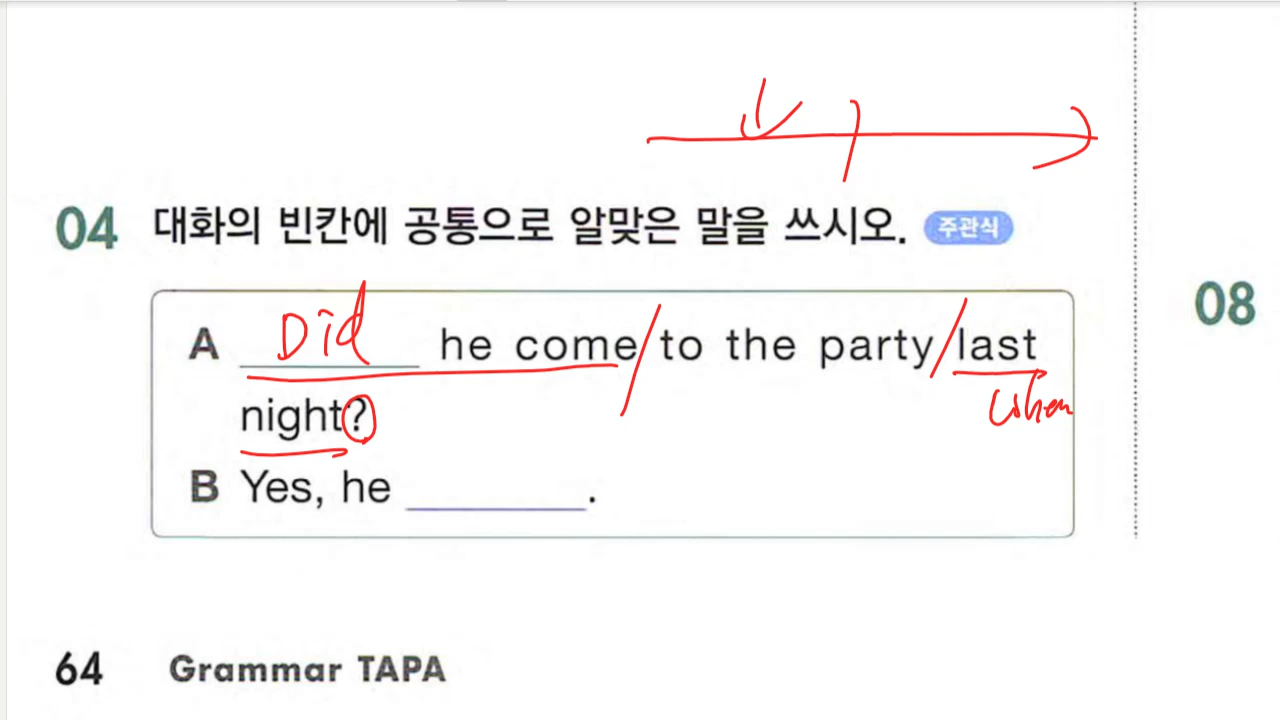 04 대화의 빈칸에 공통으로 알맞은 말을 쓰시오. 주관식
A Did he come to the party last
when
night?
B Yes, he ________.
08
64 Grammar TAPA